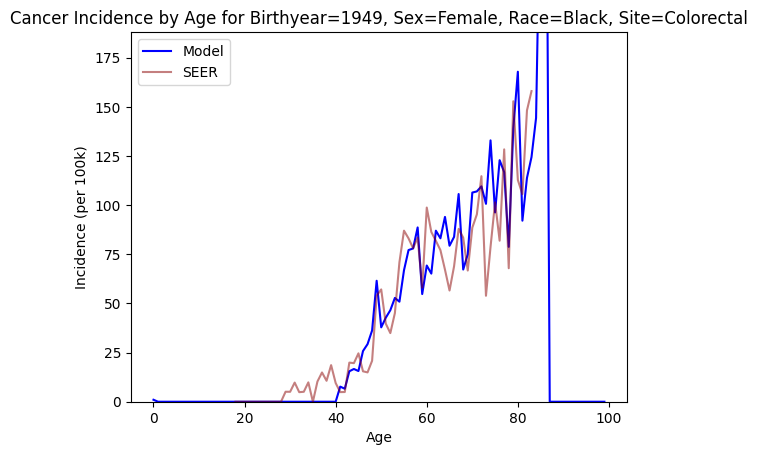 Cancer Incidence by Age for Birthyear=1949, Sex=Female, Race=Black, Site=Colorectal
Model
SEER
175
150
125
100
75
50
25
0
Incidence (per 100k)
0 20 40 60 80 100
Age